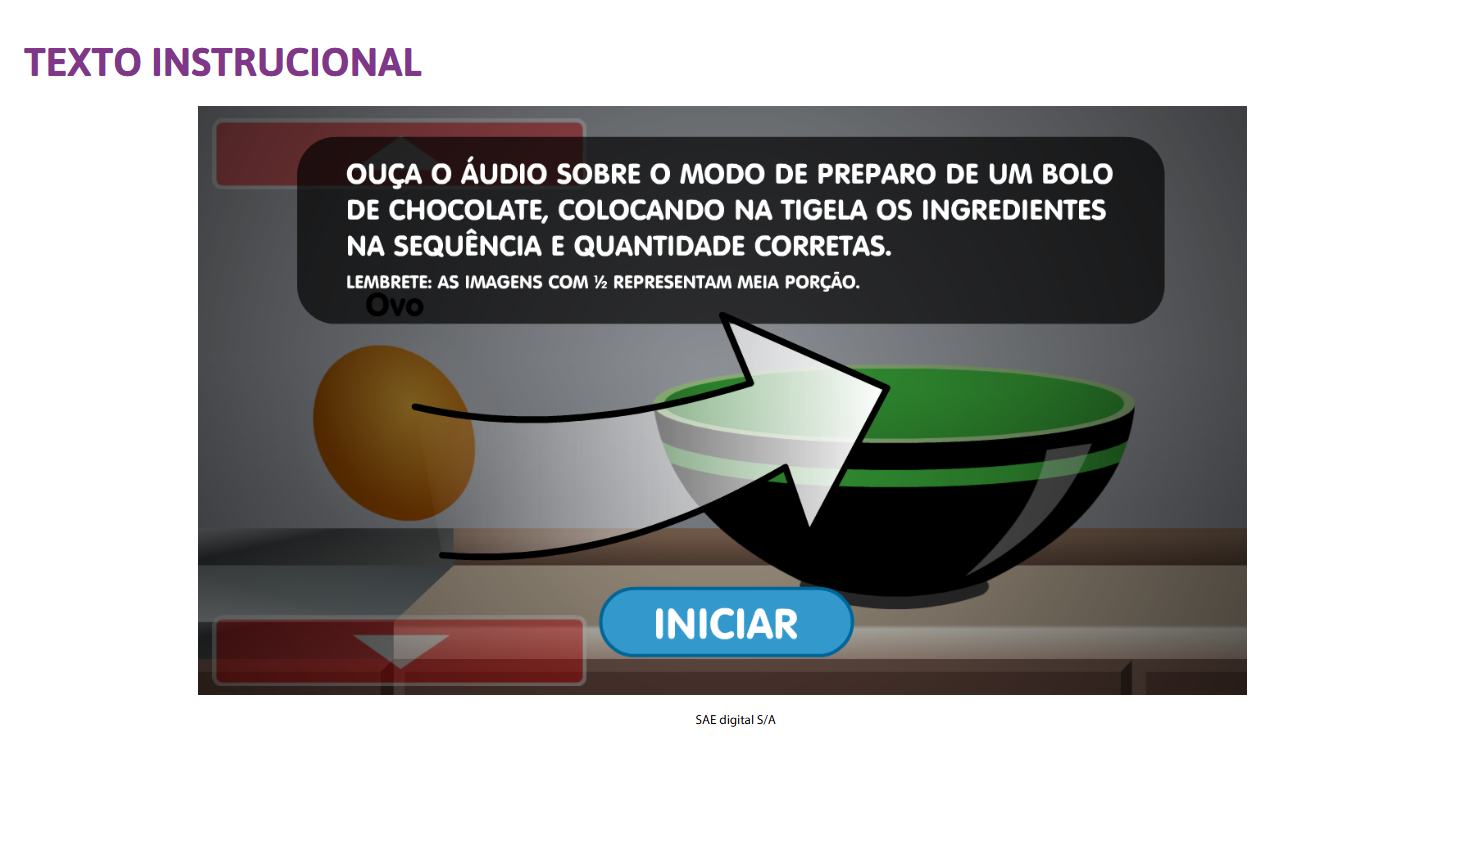 TEXTO INSTRUCIONAL
OUÇA O ÁUDIO SOBRE O MODO DE PREPARO DE UM BOLO
DE CHOCOLATE, COLOCANDO NA TIGELA OS INGREDIENTES
NA SEQUÊNCIA E QUANTIDADE CORRETAS.
LEMBRETE: AS IMAGENS COM ½ REPRESENTAM MEIA PORÇÃO.
Ovo
INICIAR
SAE digital S/A